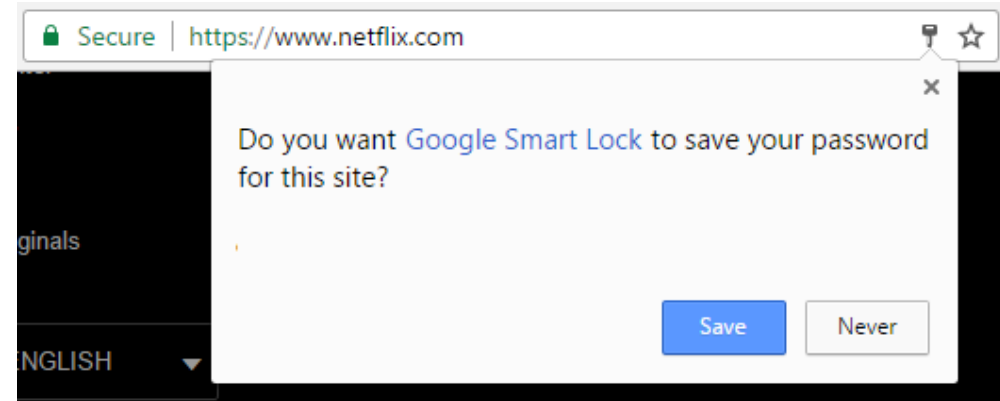 Secure | https://www.netflix.com
Do you want Google Smart Lock to save your password
for this site?
ginals
Save Never
NGLISH